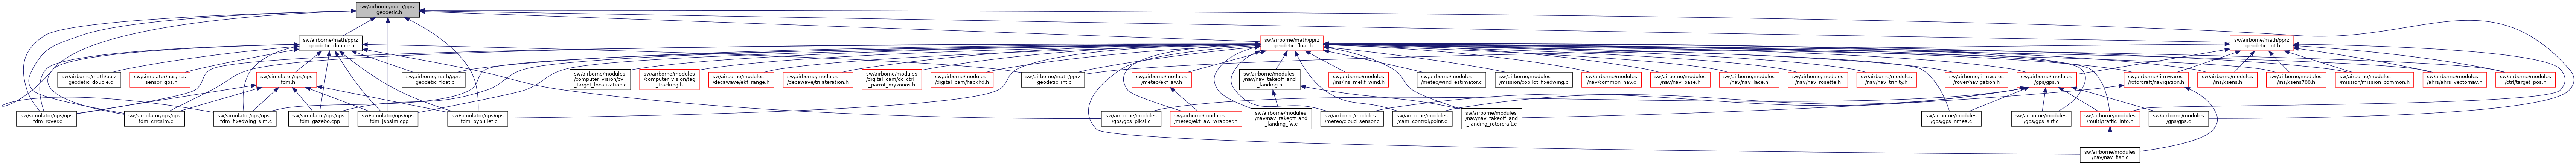 sw/airborne/math/pprz
_geodetic.h
sw/airborne/math/pprz
_geodetic_double.h
sw/airborne/math/pprz
_geodetic_float.h
sw/airborne/math/pprz
_geodetic_int.h
sw/airborne/math/pprz
_geodetic_double.c
sw/simulator/nps/nps
_sensor_gps.h
sw/simulator/nps/nps
_fdm.h
sw/airborne/math/pprz
_geodetic_float.c
sw/airborne/modules
/computer_vision/cv
_target_localization.c
sw/airborne/modules
/computer_vision/tag
_tracking.h
sw/airborne/modules
/decawave/ekf_range.h
sw/airborne/modules
/decawave/trilateration.h
sw/airborne/modules
/digital_cam/dc_ctrl
_parrot_mykonos.h
sw/airborne/modules
/digital_cam/hackhd.h
sw/airborne/math/pprz
_geodetic_int.c
sw/airborne/modules
/meteo/ekf_aw.h
sw/airborne/modules
/nav/nav_takeoff_and
_landing.h
sw/airborne/modules
/ins/ins_mekf_wind.h
sw/airborne/modules
/meteo/wind_estimator.c
sw/airborne/modules
/mission/copilot_fixedwing.c
sw/airborne/modules
/nav/common_nav.c
sw/airborne/modules
/nav/nav_base.h
sw/airborne/modules
/nav/nav_lace.h
sw/airborne/modules
/nav/nav_rosette.h
sw/airborne/modules
/nav/nav_trinity.h
sw/airborne/firmwares
/rover/navigation.h
sw/airborne/modules
/gps/gps.h
sw/airborne/firmwares
/rotorcraft/navigation.h
sw/airborne/modules
/ins/xsens.h
sw/airborne/modules
/ins/xsens700.h
sw/airborne/modules
/mission/mission_common.h
sw/airborne/modules
/ahrs/ahrs_vectornav.h
sw/airborne/modules
/ctrl/target_pos.h
sw/simulator/nps/nps
_fdm_rover.c
sw/simulator/nps/nps
_fdm_crrcsim.c
sw/simulator/nps/nps
_fdm_fixedwing_sim.c
sw/simulator/nps/nps
_fdm_gazebo.cpp
sw/simulator/nps/nps
_fdm_jsbsim.cpp
sw/simulator/nps/nps
_fdm_pybullet.c
sw/airborne/modules
/gps/gps_piksi.c
sw/airborne/modules
/meteo/ekf_aw_wrapper.h
sw/airborne/modules
/nav/nav_takeoff_and
_landing_fw.c
sw/airborne/modules
/meteo/cloud_sensor.c
sw/airborne/modules
/cam_control/point.c
sw/airborne/modules
/nav/nav_takeoff_and
_landing_rotorcraft.c
sw/airborne/modules
/gps/gps_nmea.c
sw/airborne/modules
/gps/gps_sirf.c
sw/airborne/modules
/multi/traffic_info.h
sw/airborne/modules
/gps/gps.c
sw/airborne/modules
/nav/nav_fish.c